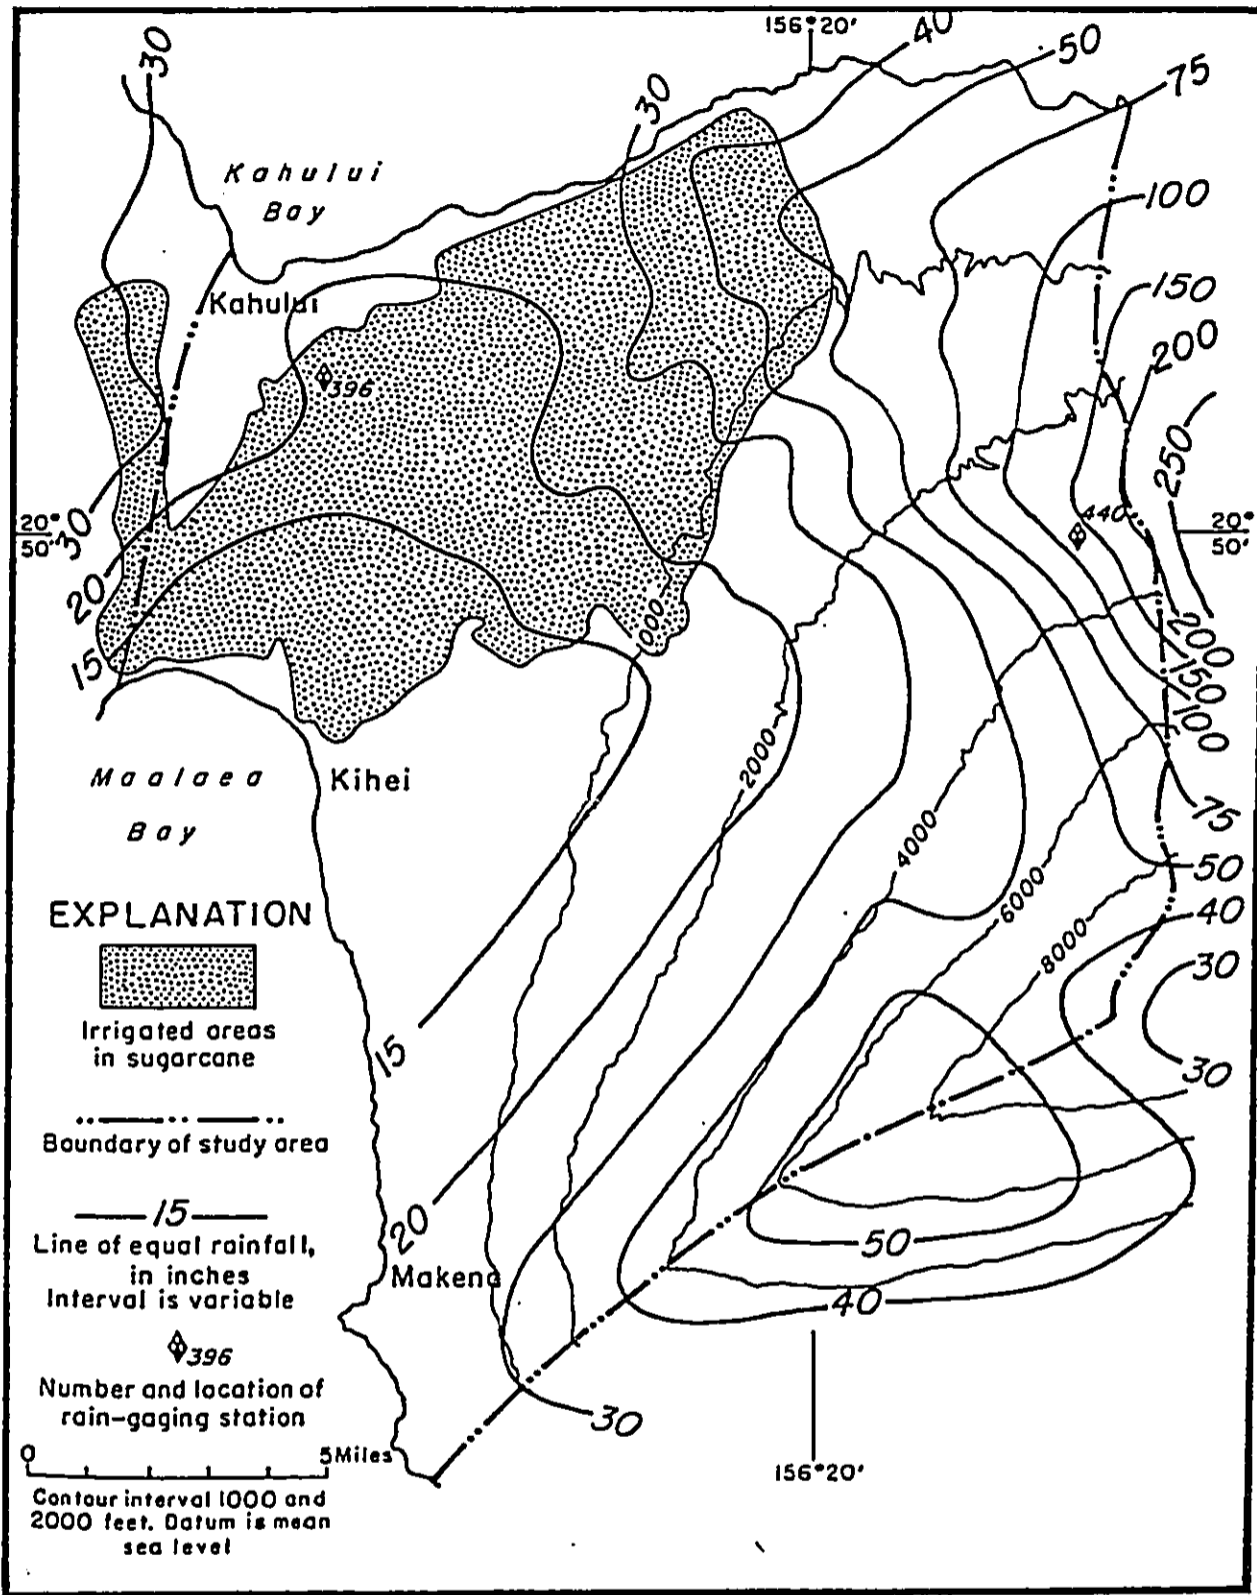 156°20'
30
40
50
75
30
Kahului
Bay
100
150
Kahului
200
396
250
20°
50'
30
440
20°
50'
20
1000
200
15
150
100
2000
Maalaea
Bay
Kihei
75
4000
50
6000
40
8000
30
EXPLANATION
Irrigated areas
in sugarcane
15
30
Boundary of study area
15
Line of equal rainfall,
in inches
Interval is variable
20
50
Makena
40
396
Number and location of
rain-gaging station
30
0
5 Miles
156°20'
Contour interval 1000 and
2000 feet. Datum is mean
sea level